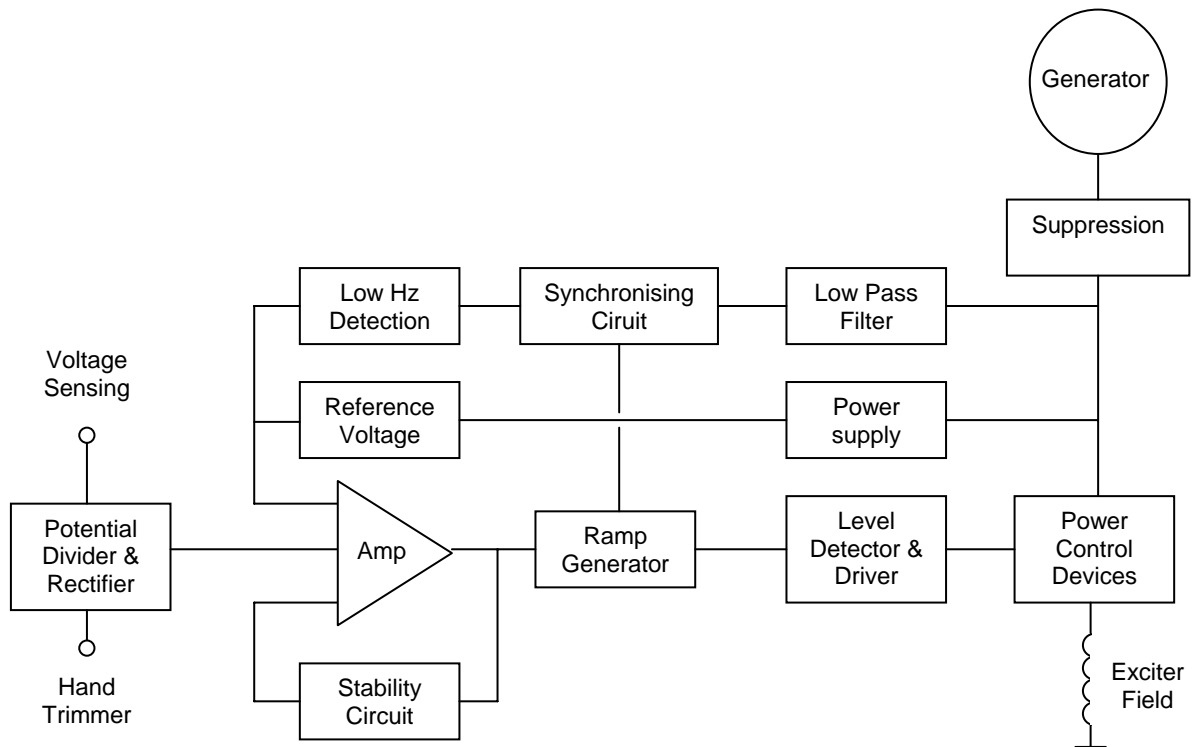 Generator
Suppression
Low Hz
Detection
Synchronising
Ciruit
Low Pass
Filter
Voltage
Sensing
Reference
Voltage
Power
supply
Potential
Divider &
Rectifier
Amp
Ramp
Generator
Level
Detector &
Driver
Power
Control
Devices
Hand
Trimmer
Stability
Circuit
Exciter
Field